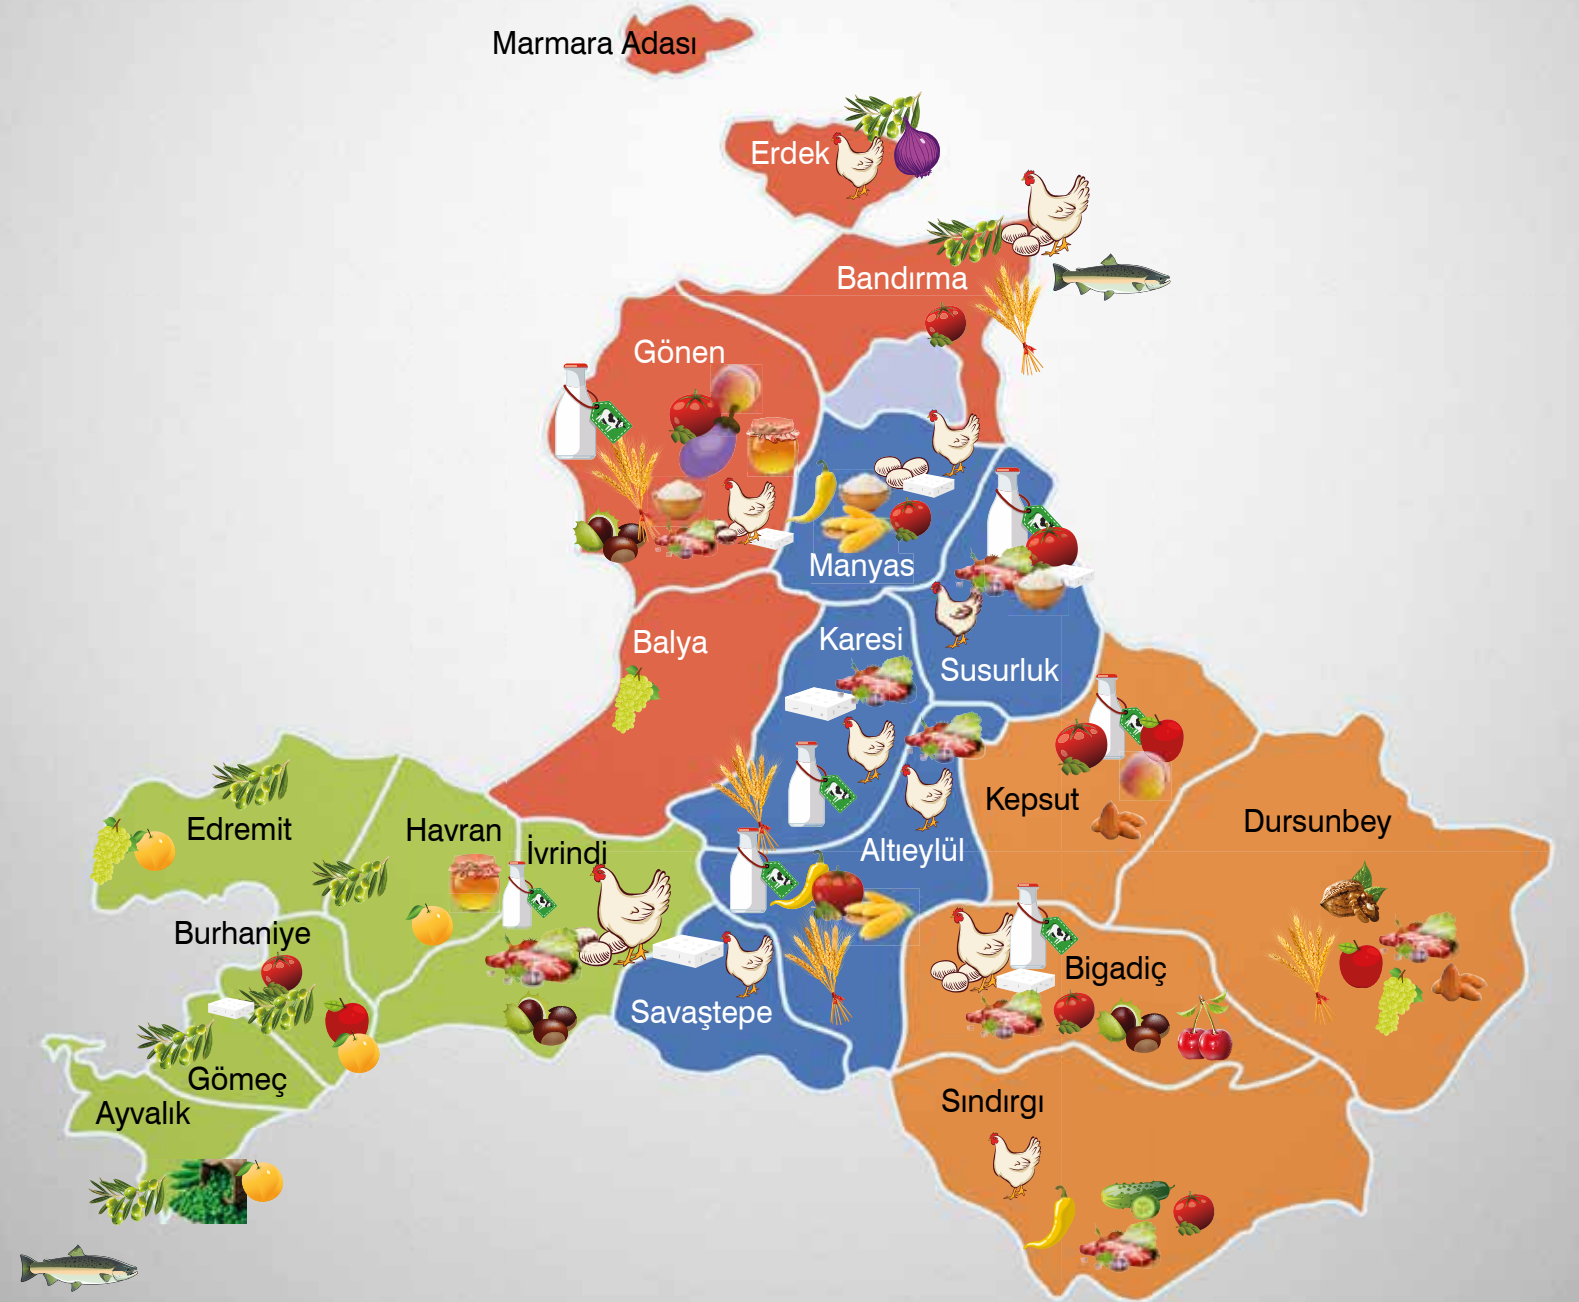 Marmara Adası
Erdek
Bandırma
Gönen
Manyas
Balya
Karesi
Susurluk
Kepsut
Dursunbey
Edremit
Havran
İvrindi
Altıeylül
Burhaniye
Bigadiç
Savaştepe
Gömeç
Ayvalık
Sındırgı